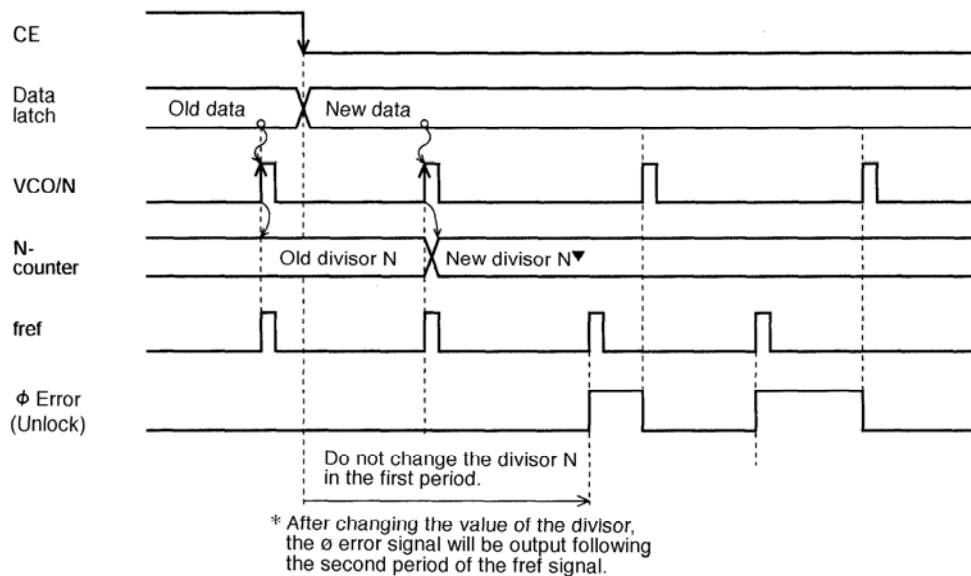 CE
Data
latch
Old data
New data
VCO/N
N-
counter
Old divisor N
New divisor N▼
fref
ϕ Error
(Unlock)
Do not change the divisor N
in the first period.
* After changing the value of the divisor,
the ø error signal will be output following
the second period of the fref signal.